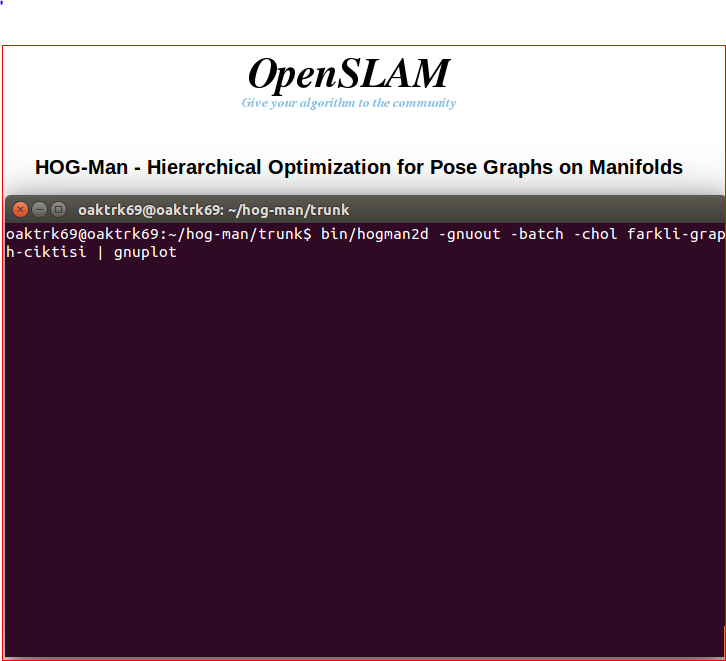 OpenSLAM
Give your algorithm to the community
HOG-Man - Hierarchical Optimization for Pose Graphs on Manifolds
oaktrk69@oaktrk69: ~/hog-man/trunk
oaktrk69@oaktrk69:~/hog-man/trunk$ bin/hogman2d -gnuout -batch -chol farkli-grap
h-ciktisi | gnuplot